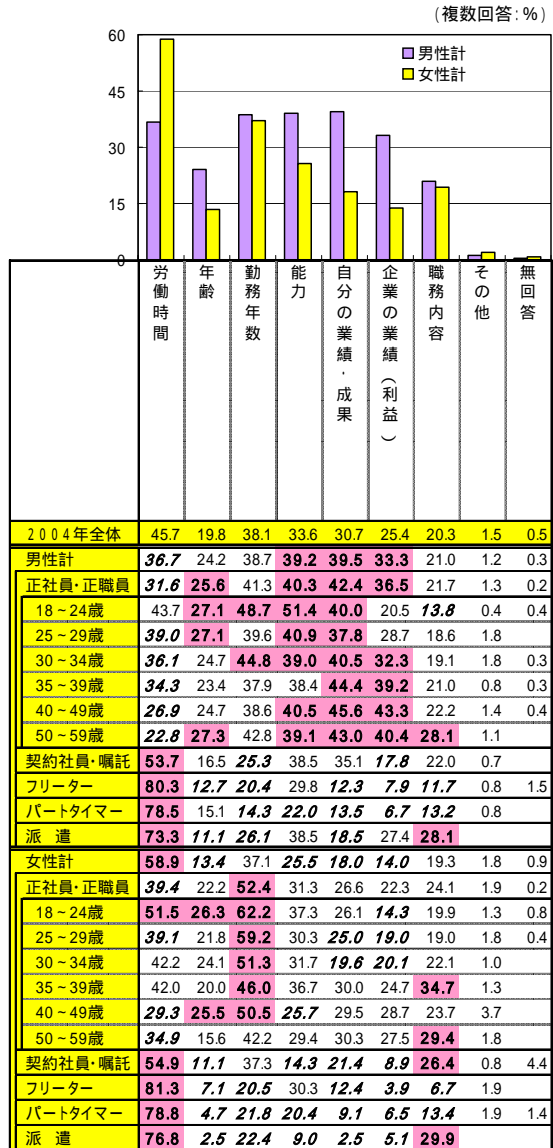 (複数回答:%)
60
45
30
15
0
男性計
女性計
労働時間
年齢
勤務年数
能力
自分の業績・成果
企業の業績(利益)
職務内容
その他
無回答
2004年全体 45.7 19.8 38.1 33.6 30.7 25.4 20.3 1.5 0.5
男性計 36.7 24.2 38.7 39.2 39.5 33.3 21.0 1.2 0.3
正社員・正職員 31.6 25.6 41.3 40.3 42.4 36.5 21.7 1.3 0.2
18~24歳 43.7 27.1 48.7 51.4 40.0 20.5 13.8 0.4 0.4
25~29歳 39.0 27.1 39.6 40.9 37.8 28.7 18.6 1.8
30~34歳 36.1 24.7 44.8 39.0 40.5 32.3 19.1 1.8 0.3
35~39歳 34.3 23.4 37.9 38.4 44.4 39.2 21.0 0.8 0.3
40~49歳 26.9 24.7 38.6 40.5 45.6 43.3 22.2 1.4 0.4
50~59歳 22.8 27.3 42.8 39.1 43.0 40.4 28.1 1.1
契約社員・嘱託 53.7 16.5 25.3 38.5 35.1 17.8 22.0 0.7
フリーター 80.3 12.7 20.4 29.8 12.3 7.9 11.7 0.8 1.5
パートタイマー 78.5 15.1 14.3 22.0 13.5 6.7 13.2 0.8
派 遣 73.3 11.1 26.1 38.5 18.5 27.4 28.1
女性計 58.9 13.4 37.1 25.5 18.0 14.0 19.3 1.8 0.9
正社員・正職員 39.4 22.2 52.4 31.3 26.6 22.3 24.1 1.9 0.2
18~24歳 51.5 26.3 62.2 37.3 26.1 14.3 19.9 1.3 0.8
25~29歳 39.1 21.8 59.2 30.3 25.0 19.0 19.0 1.8 0.4
30~34歳 42.2 24.1 51.3 31.7 19.6 20.1 22.1 1.0
35~39歳 42.0 20.0 46.0 36.7 30.0 24.7 34.7 1.3
40~49歳 29.3 25.5 50.5 25.7 29.5 28.7 23.7 3.7
50~59歳 34.9 15.6 42.2 29.4 30.3 27.5 29.4 1.8
契約社員・嘱託 54.9 11.1 37.3 14.3 21.4 8.9 26.4 0.8 4.4
フリーター 81.3 7.1 20.5 30.3 12.4 3.9 6.7 1.9
パートタイマー 78.8 4.7 21.8 20.4 9.1 6.5 13.4 1.9 1.4
派 遣 76.8 2.5 22.4 9.0 2.5 5.1 29.9